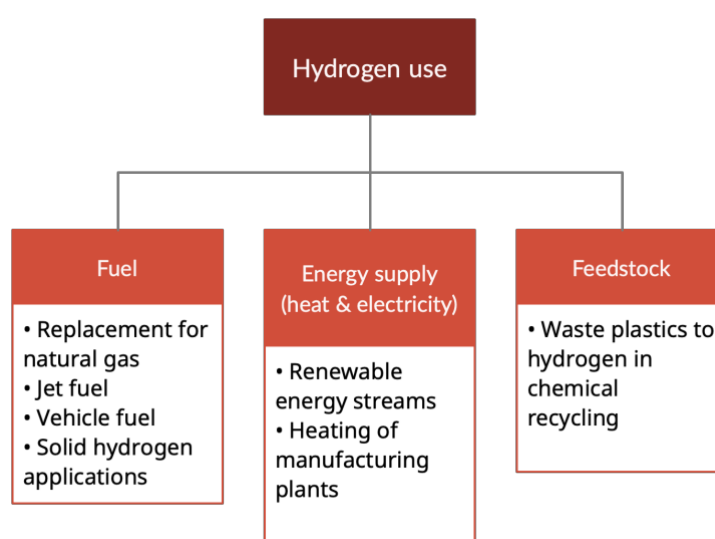 Hydrogen use
Fuel
• Replacement for
natural gas
• Jet fuel
• Vehicle fuel
• Solid hydrogen
applications
Energy supply
(heat & electricity)
• Renewable
energy streams
• Heating of
manufacturing
plants
Feedstock
• Waste plastics to
hydrogen in
chemical
recycling